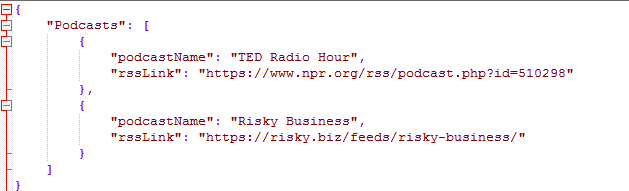 {
"Podcasts": [
{
"podcastName": "TED Radio Hour",
"rssLink": "https://www.npr.org/rss/podcast.php?id=510298"
},
{
"podcastName": "Risky Business",
"rssLink": "https://risky.biz/feeds/risky-business/"
}
]
}